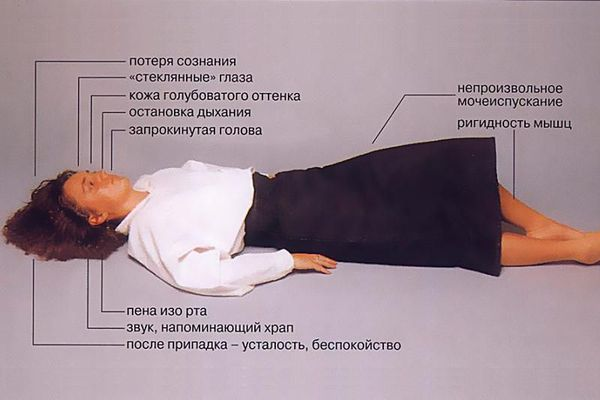 потеря сознания
«стеклянные» глаза
кожа голубоватого оттенка
остановка дыхания
запрокинутая голова
непроизвольное
мочеиспускание
ригидность мышц
пена изо рта
звук, напоминающий храп
после припадка – усталость, беспокойство